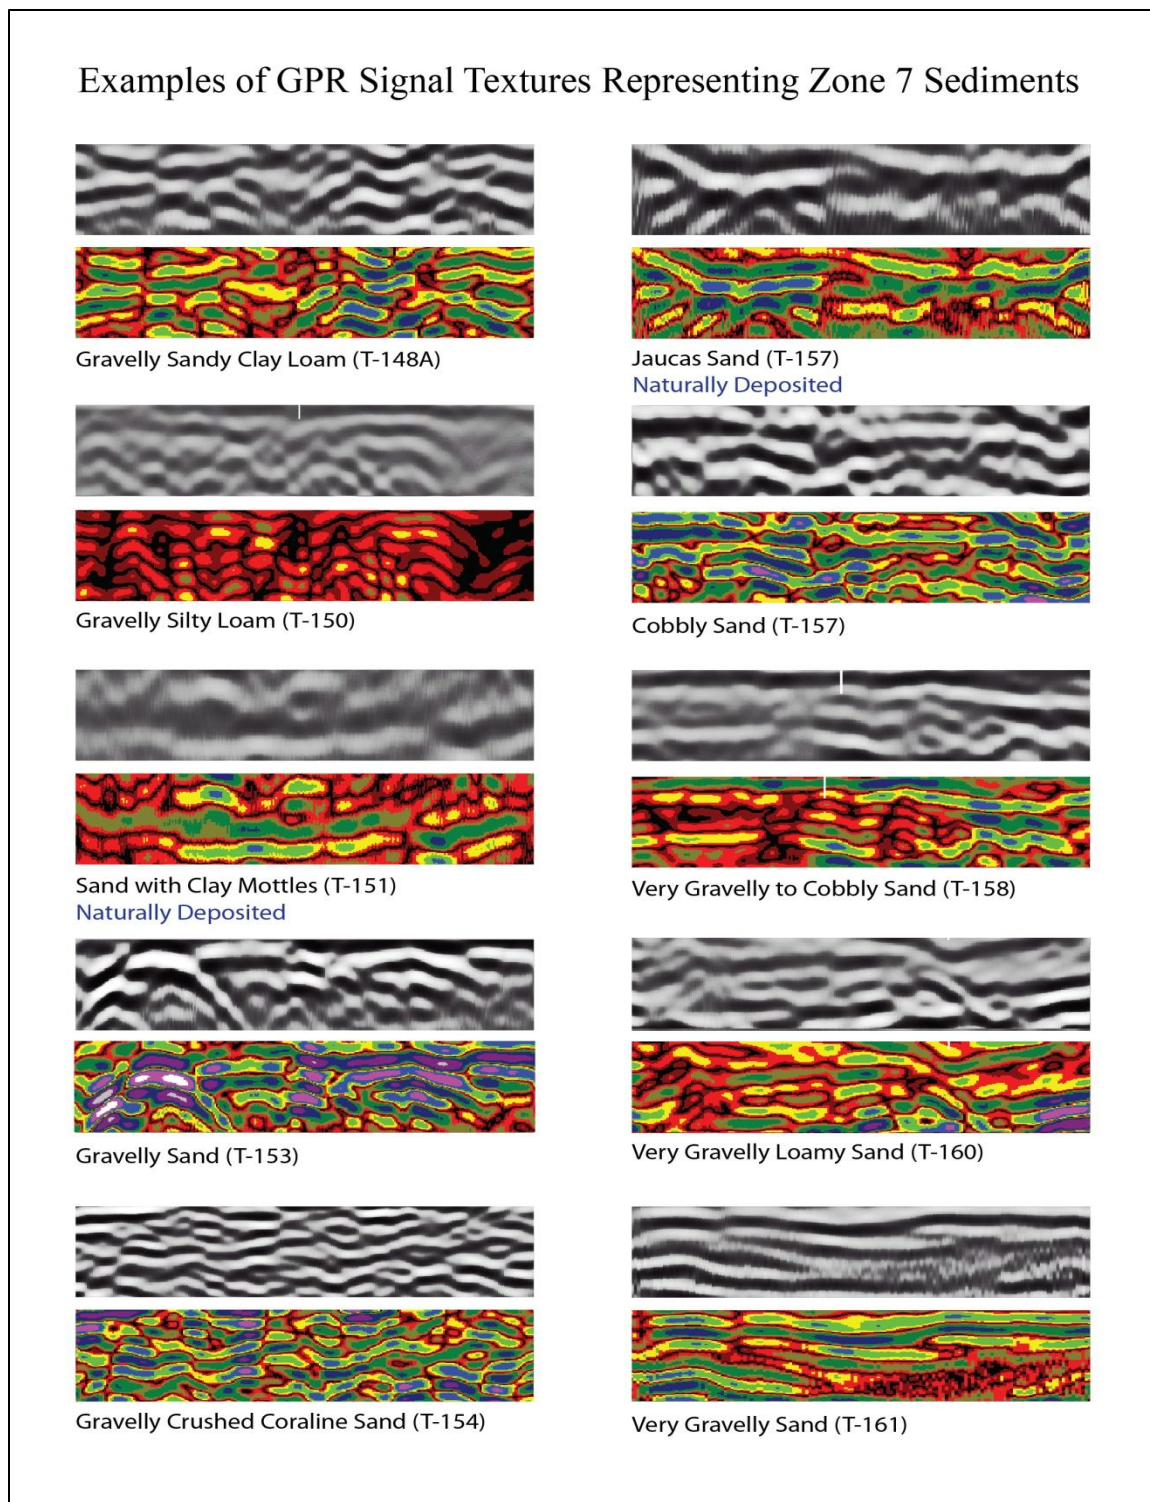 Examples of GPR Signal Textures Representing Zone 7 Sediments
Gravelly Sandy Clay Loam (T-148A)
Gravelly Silty Loam (T-150)
Sand with Clay Mottles (T-151)
Naturally Deposited
Gravelly Sand (T-153)
Gravelly Crushed Coraline Sand (T-154)
Jaucas Sand (T-157)
Naturally Deposited
Cobbly Sand (T-157)
Very Gravelly to Cobbly Sand (T-158)
Very Gravelly Loamy Sand (T-160)
Very Gravelly Sand (T-161)